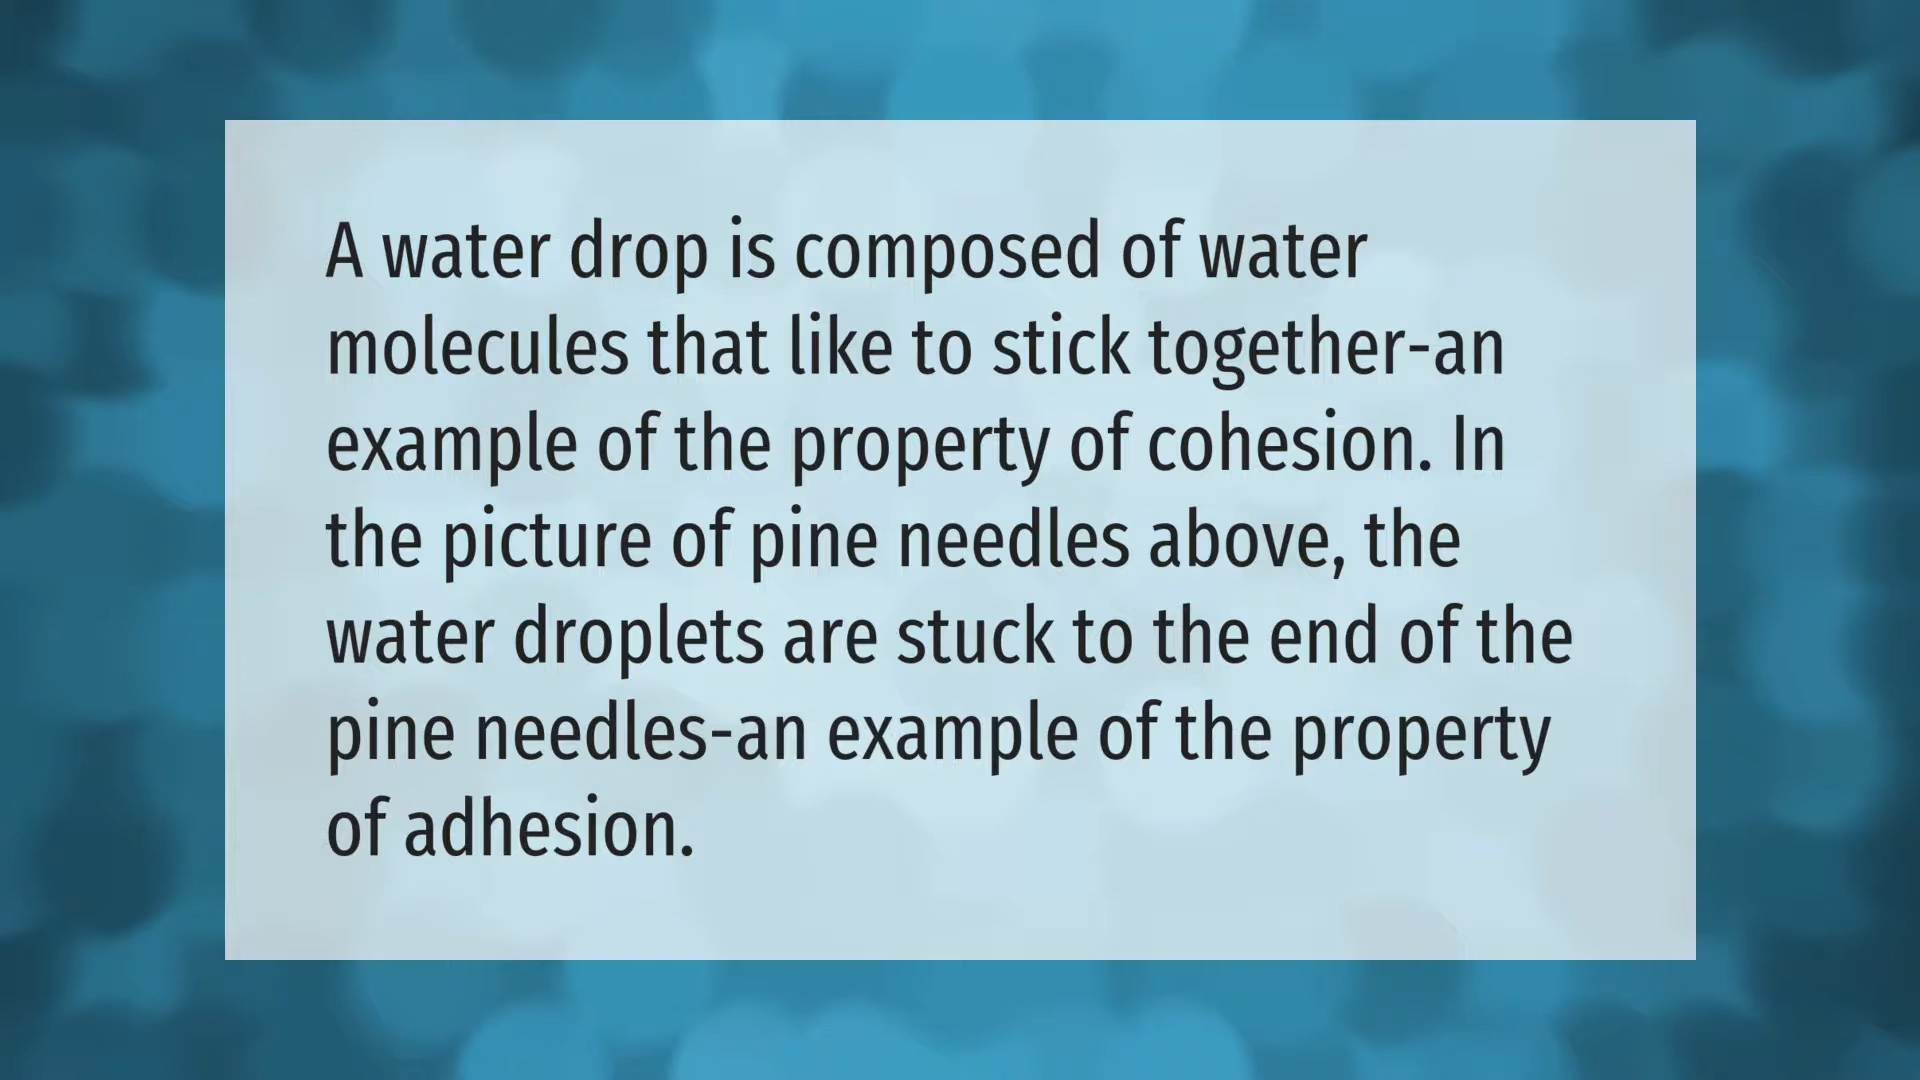 A water drop is composed of water
molecules that like to stick together-an
example of the property of cohesion. In
the picture of pine needles above, the
water droplets are stuck to the end of the
pine needles-an example of the property
of adhesion.